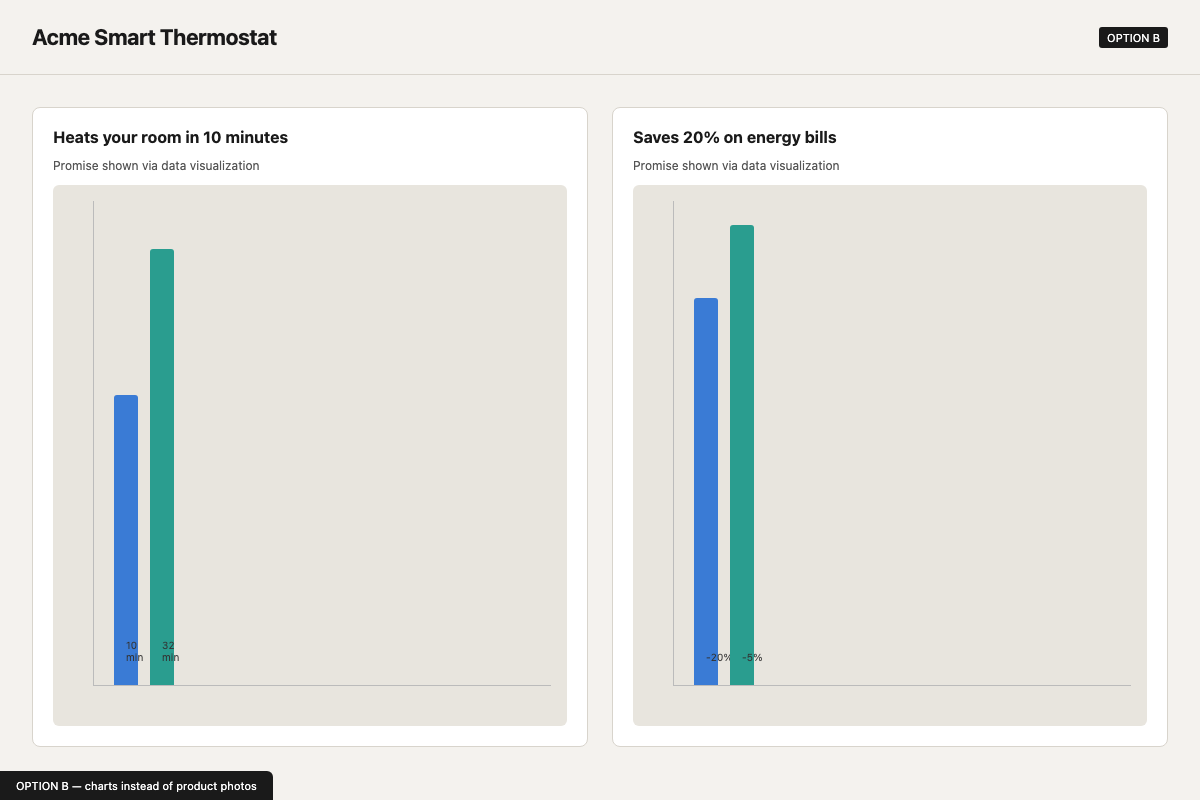 Acme Smart Thermostat
OPTION B
Heats your room in 10 minutes
Promise shown via data visualization
10
min
32
min
Saves 20% on energy bills
Promise shown via data visualization
-20%
-5%
OPTION B — charts instead of product photos